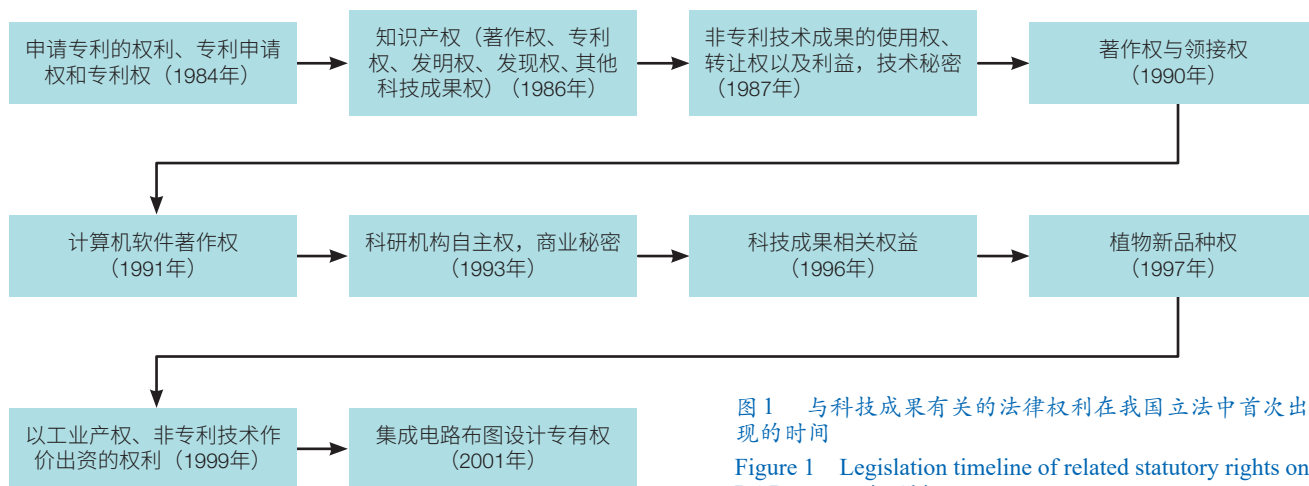 申请专利的权利、专利申请
权和专利权（1984年）
知识产权（著作权、专利
权、发明权、发现权、其他
科技成果权）（1986年）
非专利技术成果的使用权、
转让权以及利益，技术秘密
（1987年）
著作权与领接权
（1990年）
计算机软件著作权
（1991年）
科研机构自主权，商业秘密
（1993年）
科技成果相关权益
（1996年）
植物新品种权
（1997年）
以工业产权、非专利技术作
价出资的权利（1999年）
集成电路布图设计专有权
（2001年）
图1 与科技成果有关的法律权利在我国立法中首次出
现的时间
Figure 1 Legislation timeline of related statutory rights on